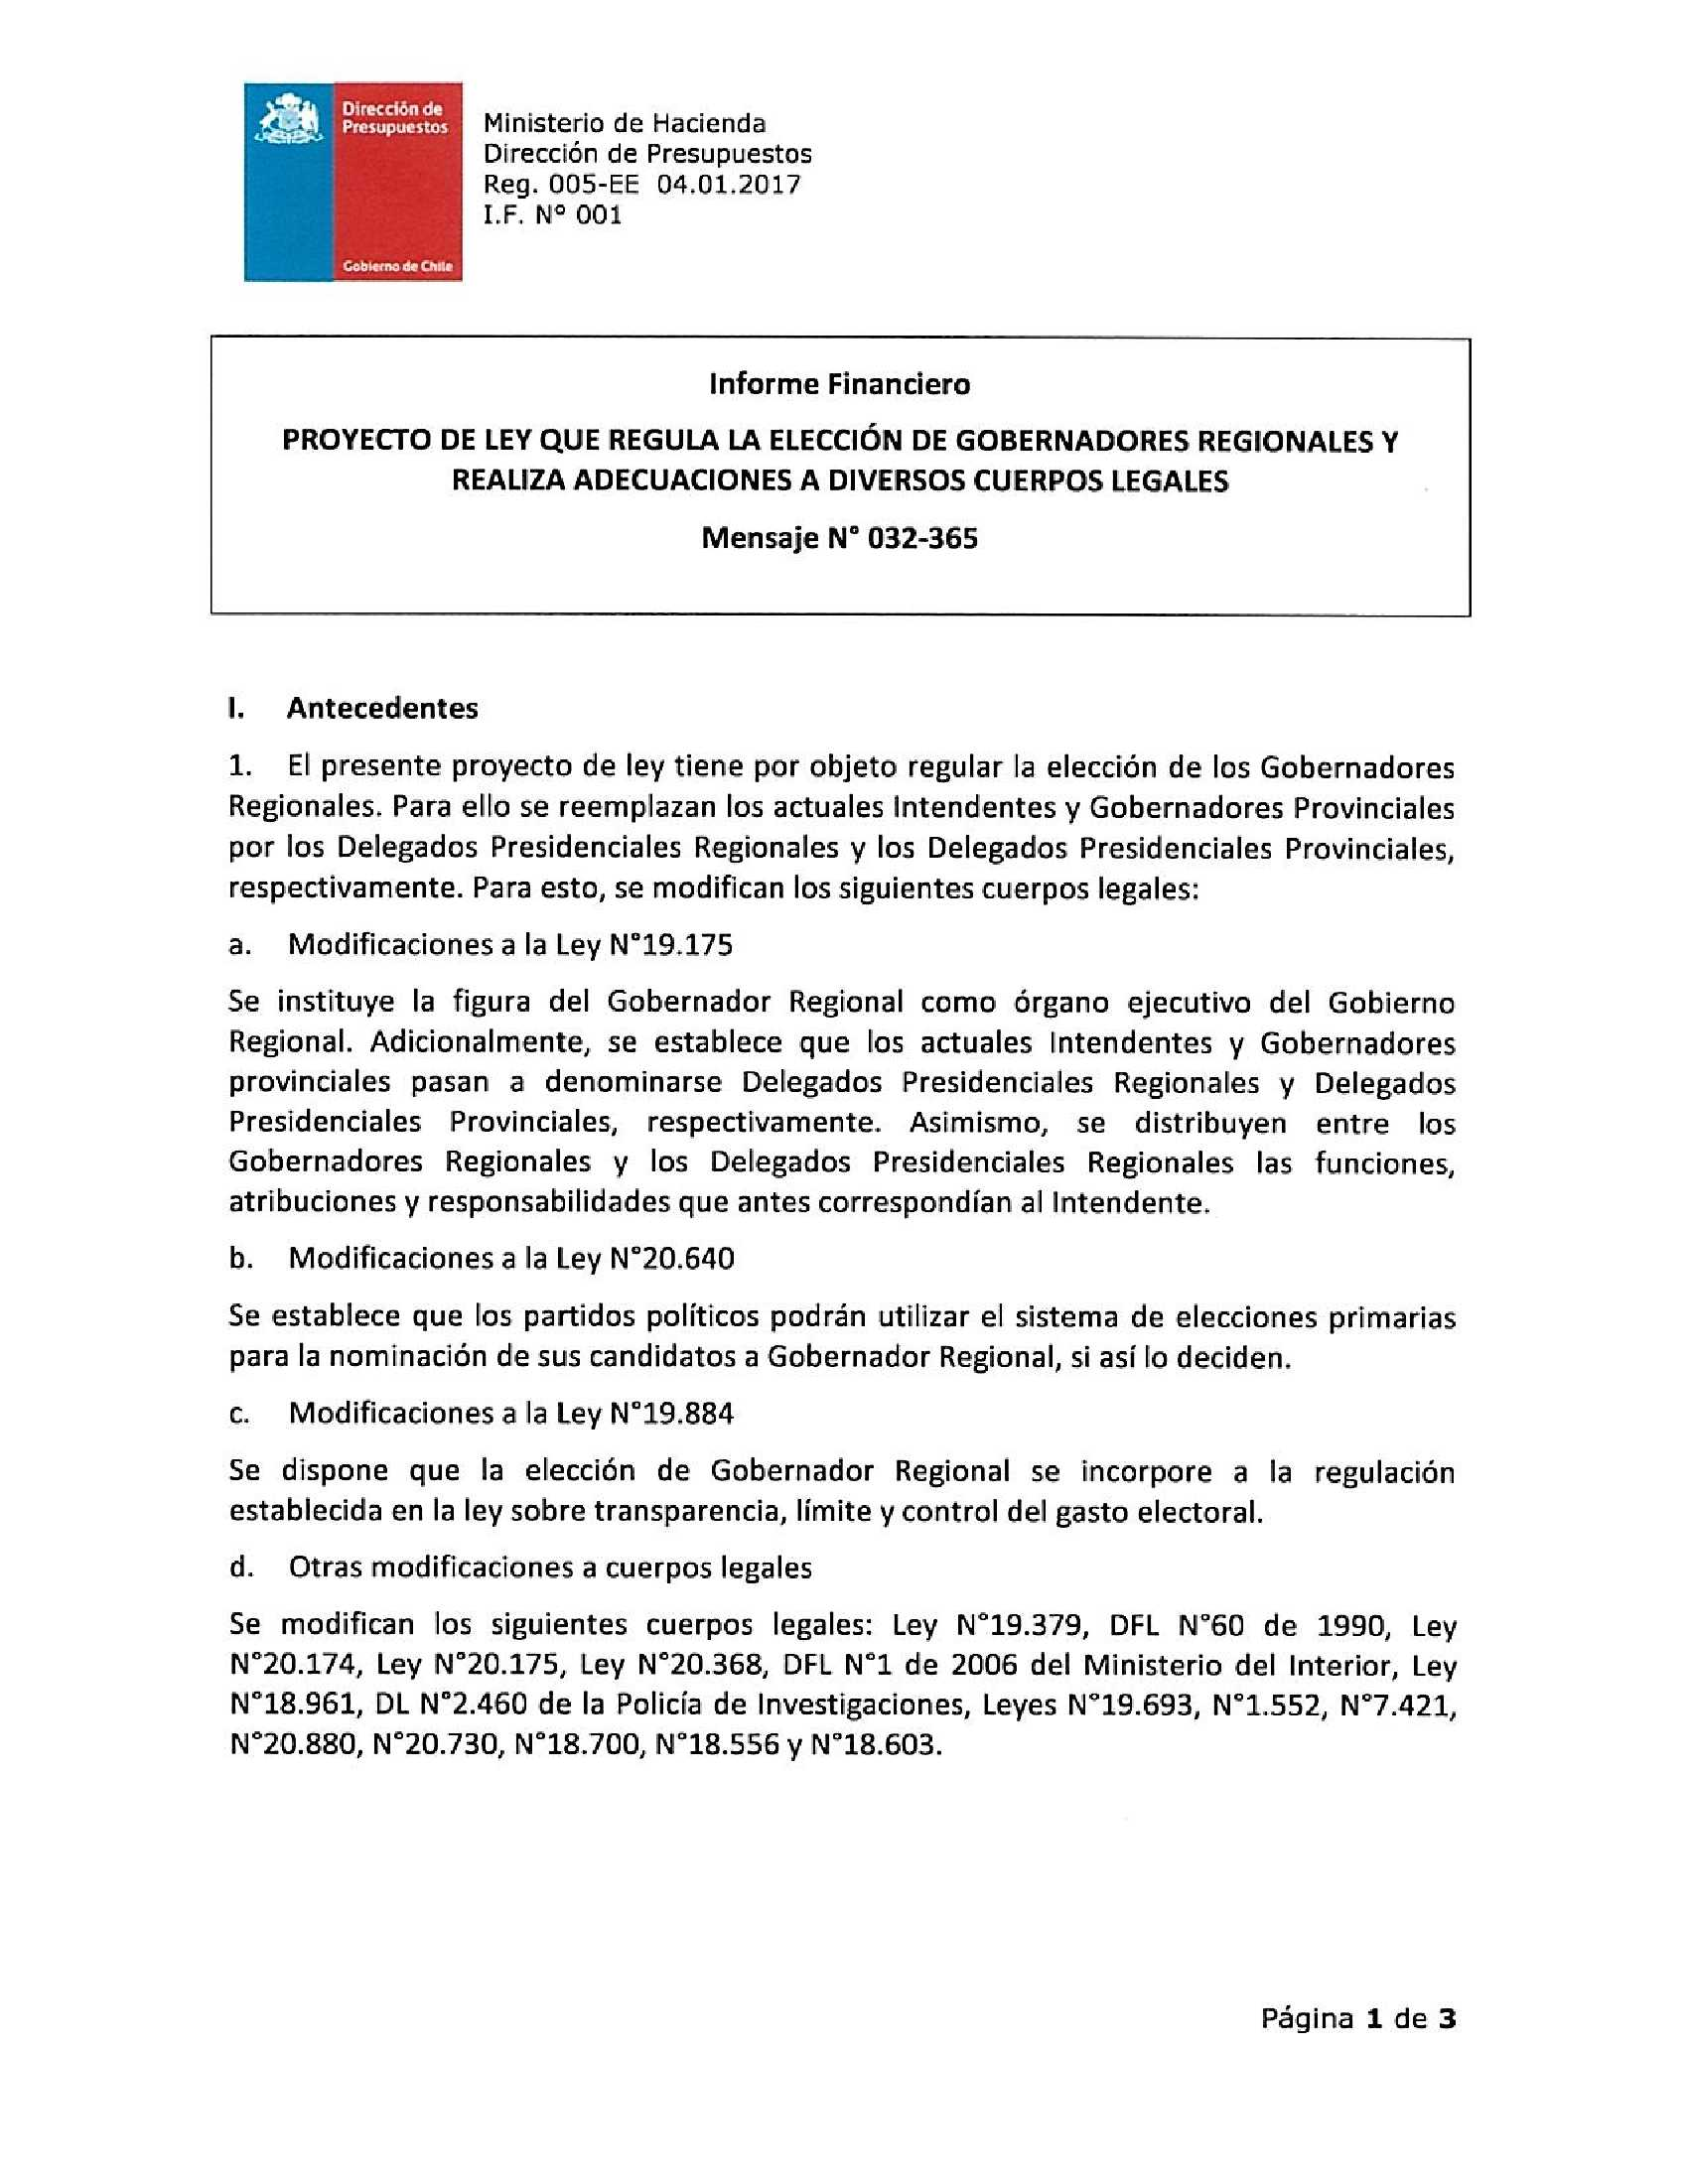 Dirección de
Presupuestos
Gobierno de Chile
Ministerio de Hacienda
Dirección de Presupuestos
Reg. 005-EE 04.01.2017
I.F. N° 001
Informe Financiero
PROYECTO DE LEY QUE REGULA LA ELECCIÓN DE GOBERNADORES REGIONALES Y
REALIZA ADECUACIONES A DIVERSOS CUERPOS LEGALES
Mensaje N° 032-365
I. Antecedentes
1. El presente proyecto de ley tiene por objeto regular la elección de los Gobernadores
Regionales. Para ello se reemplazan los actuales Intendentes y Gobernadores Provinciales
por los Delegados Presidenciales Regionales y los Delegados Presidenciales Provinciales,
respectivamente. Para esto, se modifican los siguientes cuerpos legales:
a. Modificaciones a la Ley N°19.175
Se instituye la figura del Gobernador Regional como órgano ejecutivo del Gobierno
Regional. Adicionalmente, se establece que los actuales Intendentes y Gobernadores
provinciales pasan a denominarse Delegados Presidenciales Regionales y Delegados
Presidenciales Provinciales, respectivamente. Asimismo, se distribuyen entre los
Gobernadores Regionales y los Delegados Presidenciales Regionales las funciones,
atribuciones y responsabilidades que antes correspondían al Intendente.
b. Modificaciones a la Ley N°20.640
Se establece que los partidos políticos podrán utilizar el sistema de elecciones primarias
para la nominación de sus candidatos a Gobernador Regional, si así lo deciden.
c. Modificaciones a la Ley N°19.884
Se dispone que la elección de Gobernador Regional se incorpore a la regulación
establecida en la ley sobre transparencia, límite y control del gasto electoral.
d. Otras modificaciones a cuerpos legales
Se modifican los siguientes cuerpos legales: Ley N°19.379, DFL N°60 de 1990, Ley
N°20.174, Ley N°20.175, Ley N°20.368, DFL N°1 de 2006 del Ministerio del Interior, Ley
N°18.961, DL N°2.460 de la Policía de Investigaciones, Leyes N°19.693, N°1.552, N°7.421,
N°20.880, N°20.730, N°18.700, N°18.556 y N°18.603.
Página 1 de 3